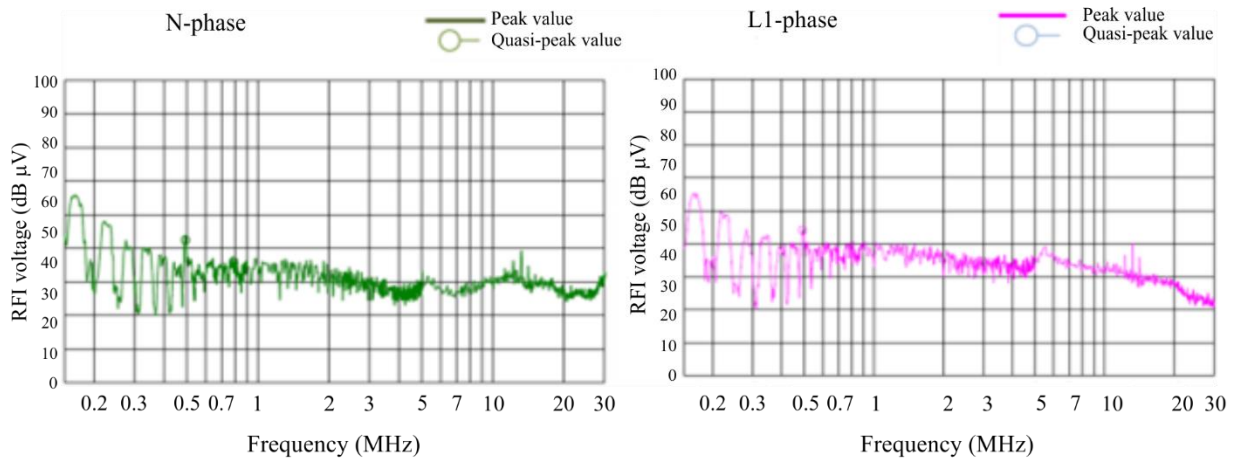 N-phase
Peak value
Quasi-peak value
RFI voltage (dB μV)
100
90
80
70
60
50
40
30
20
10
0
0.2 0.3 0.5 0.7 1 2 3 5 7 10 20 30
Frequency (MHz)
L1-phase
Peak value
Quasi-peak value
RFI voltage (dB μV)
100
90
80
70
60
50
40
30
20
10
0
0.2 0.3 0.5 0.7 1 2 3 5 7 10 20 30
Frequency (MHz)